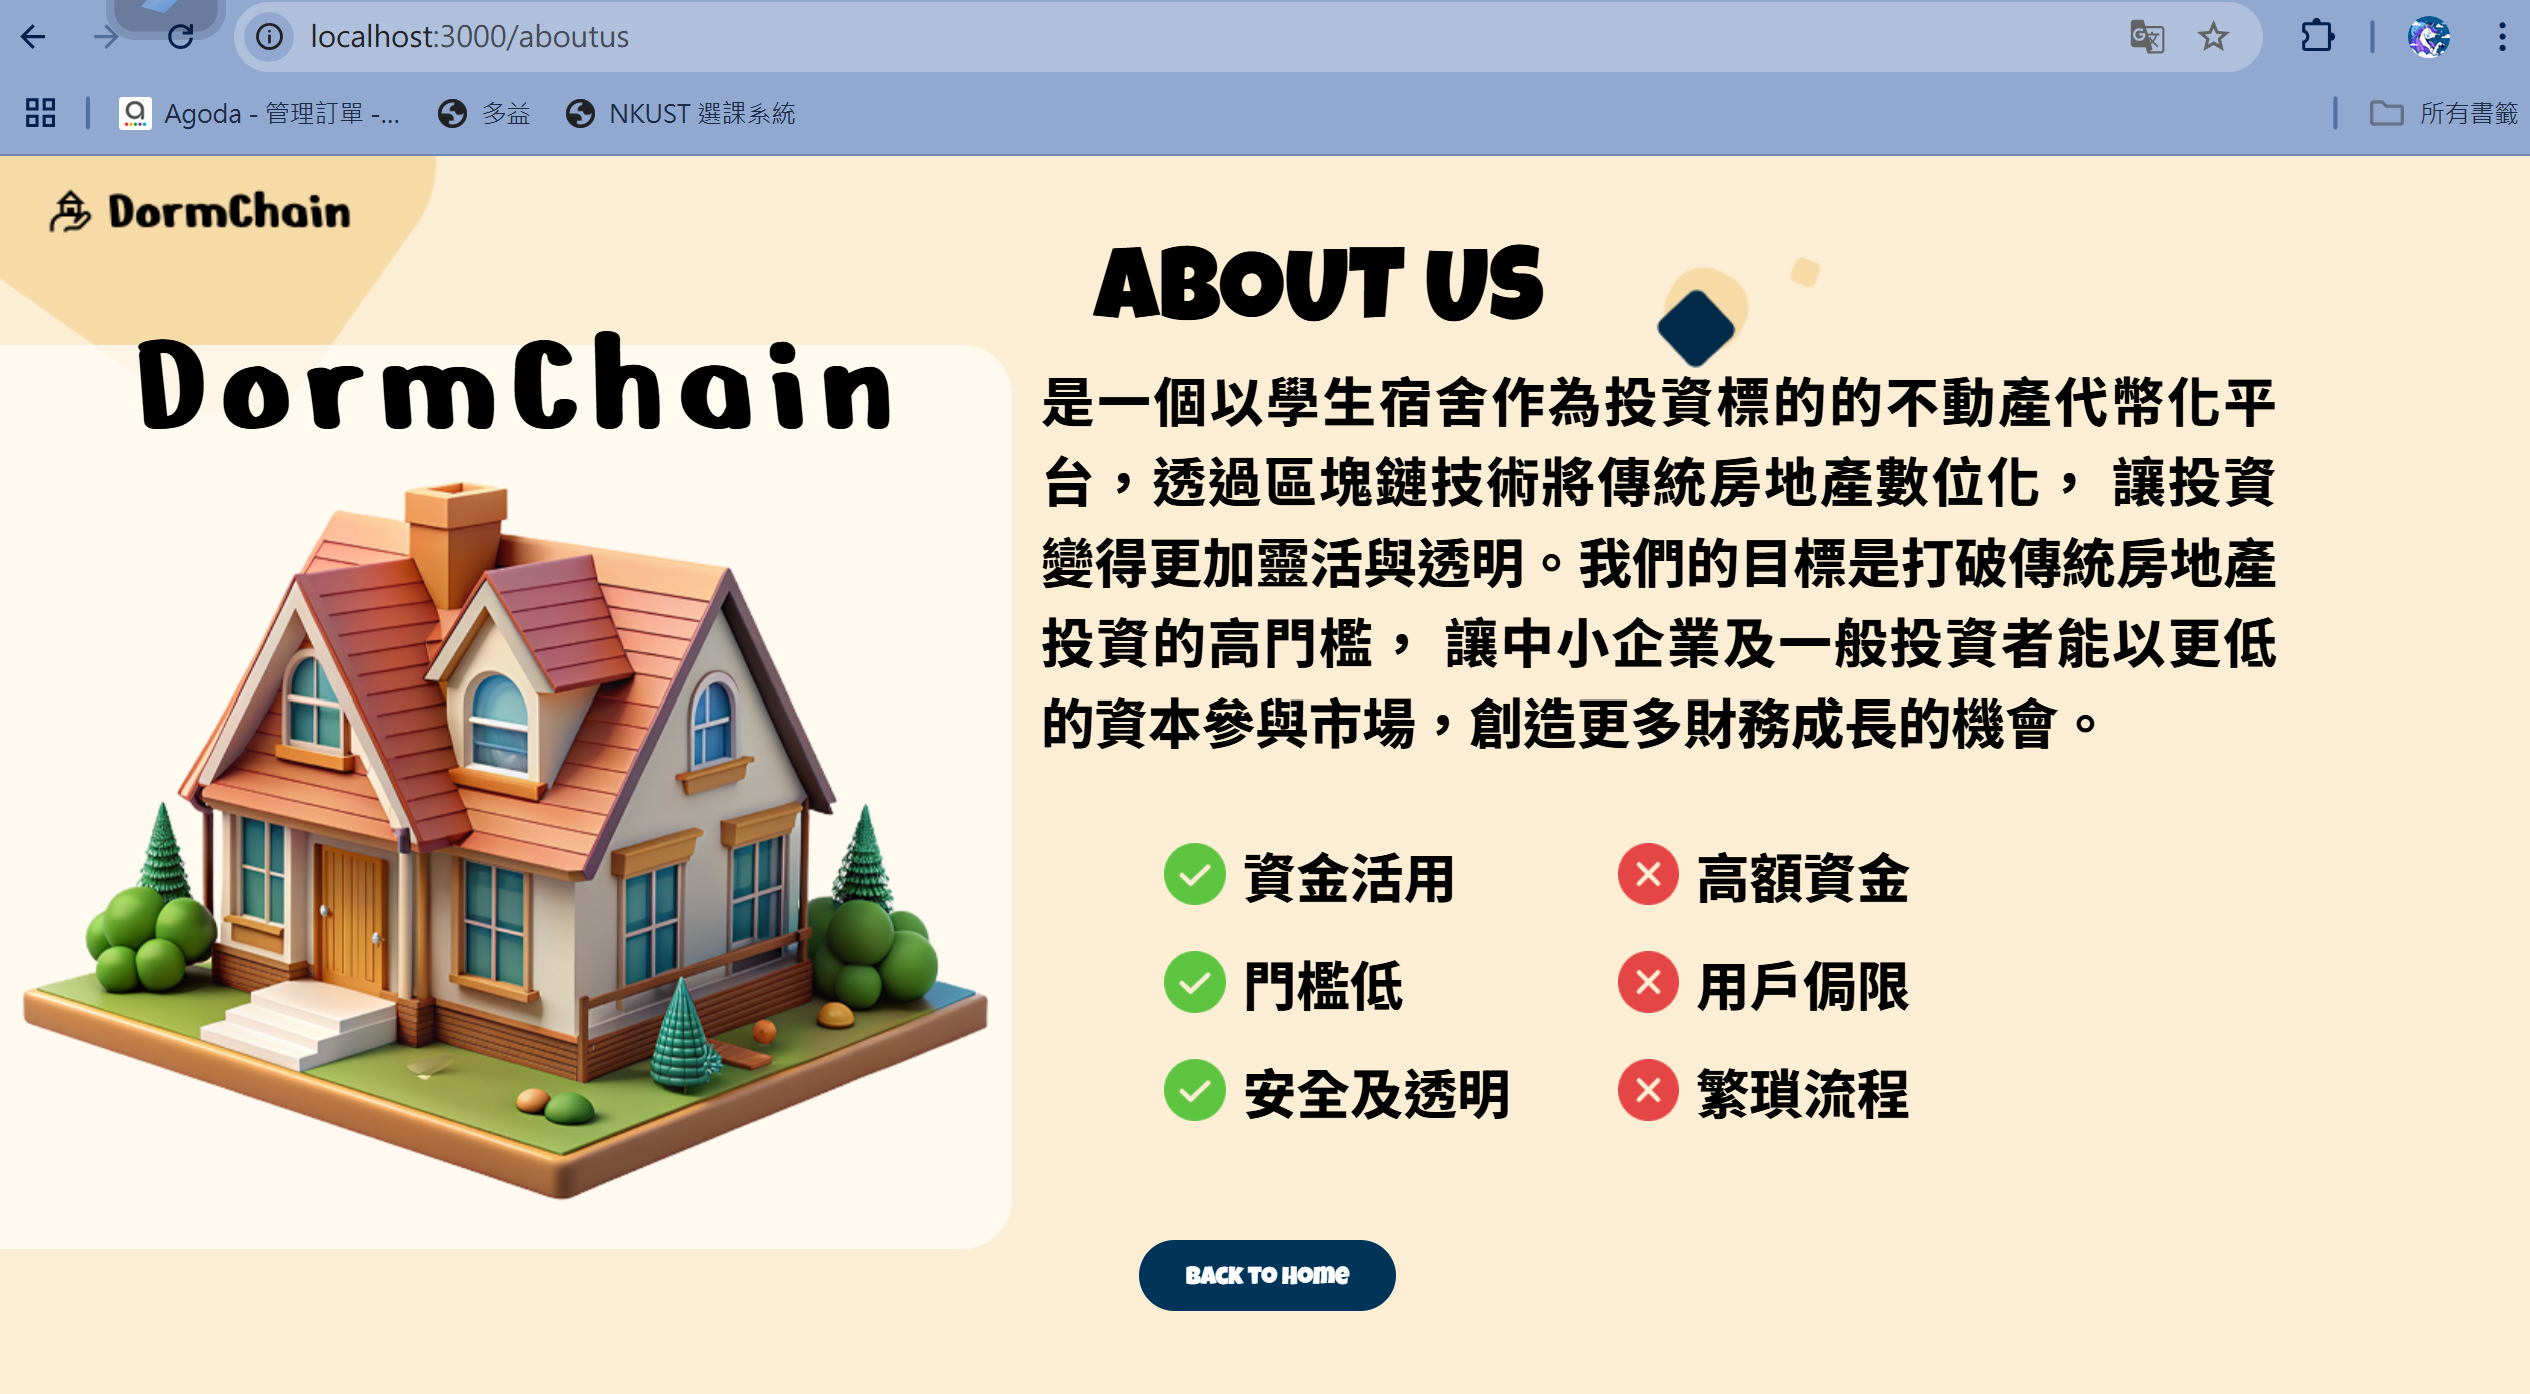 localhost:3000/aboutus
Agoda - 管理訂單 -...
多益
NKUST 選課系統
所有書籤
DormChain
DormChain
ABOUT US
是一個以學生宿舍作為投資標的的不動產代幣化平
台，透過區塊鏈技術將傳統房地產數位化， 讓投資
變得更加靈活與透明。我們的目標是打破傳統房地產
投資的高門檻， 讓中小企業及一般投資者能以更低
的資本參與市場，創造更多財務成長的機會。
資金活用
高額資金
門檻低
用戶侷限
安全及透明
繁瑣流程
BACK TO HOME